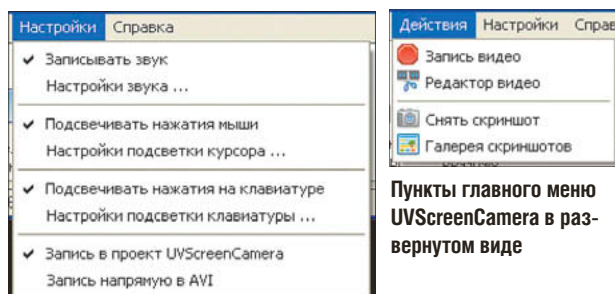 Настройки Справка
Записывать звук
Настройки звука ...
Подсвечивать нажатия мыши
Настройки подсветки курсора ...
Подсвечивать нажатия на клавиатуре
Настройки подсветки клавиатуры ...
Запись в проект UVScreenCamera
Запись напрямую в AVI
Действия Настройки Справ
Запись видео
Редактор видео
Снять скриншот
Галерея скриншотов
Пункты главного меню
UVScreenCamera в раз-
вернутом виде